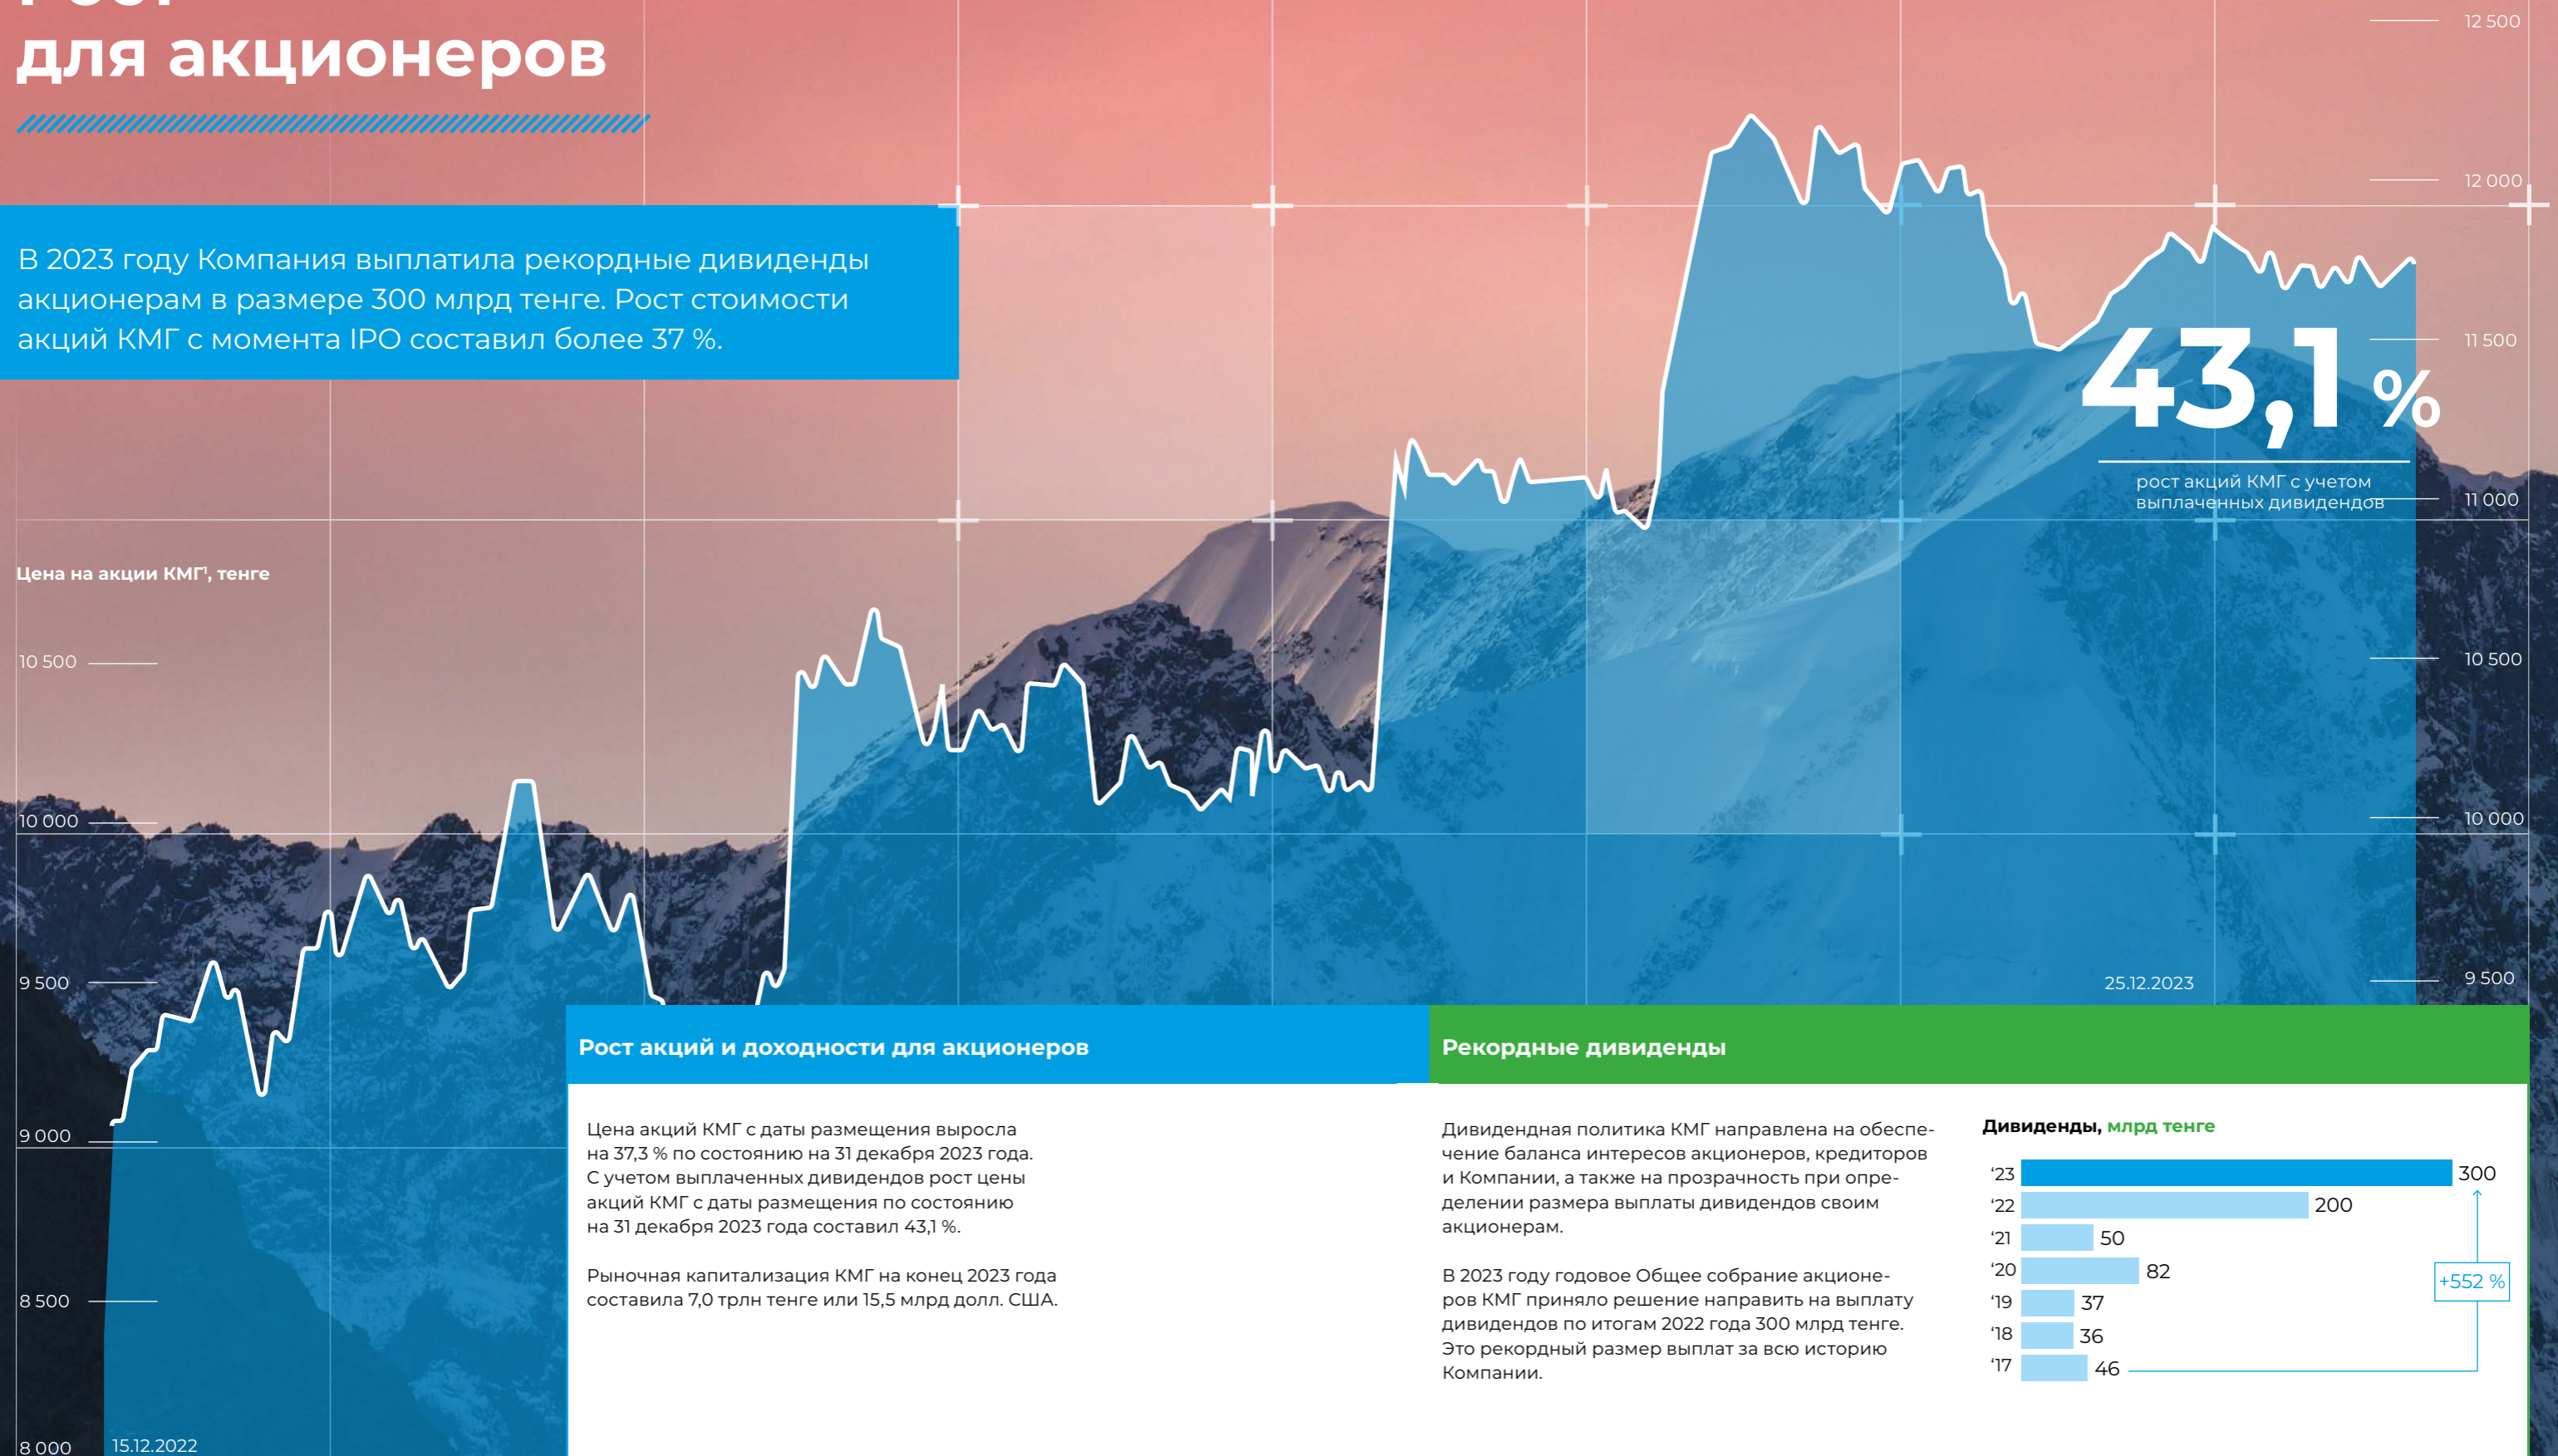 для акционеров
В 2023 году Компания выплатила рекордные дивиденды
акционерам в размере 300 млрд тенге. Рост стоимости
акций КМГ с момента IPO составил более 37 %.
12 500
12 000
11 500
43,1 %
рост акций КМГ с учетом
выплаченных дивидендов
11 000
10 500
10 000
9 500
Цена на акции КМГ¹, тенге
10 500
10 000
9 500
9 000
8 500
8 000
15.12.2022
25.12.2023
Рост акций и доходности для акционеров
Цена акций КМГ с даты размещения выросла
на 37,3 % по состоянию на 31 декабря 2023 года.
С учетом выплаченных дивидендов рост цены
акций КМГ с даты размещения по состоянию
на 31 декабря 2023 года составил 43,1 %.
Рыночная капитализация КМГ на конец 2023 года
составила 7,0 трлн тенге или 15,5 млрд долл. США.
Рекордные дивиденды
Дивидендная политика КМГ направлена на обеспе-
чение баланса интересов акционеров, кредиторов
и Компании, а также на прозрачность при опре-
делении размера выплаты дивидендов своим
акционерам.
В 2023 году годовое Общее собрание акционе-
ров КМГ приняло решение направить на выплату
дивидендов по итогам 2022 года 300 млрд тенге.
Это рекордный размер выплат за всю историю
Компании.
Дивиденды, млрд тенге
‘23 300
‘22 200
‘21 50
‘20 82
‘19 37
‘18 36
‘17 46
+552 %